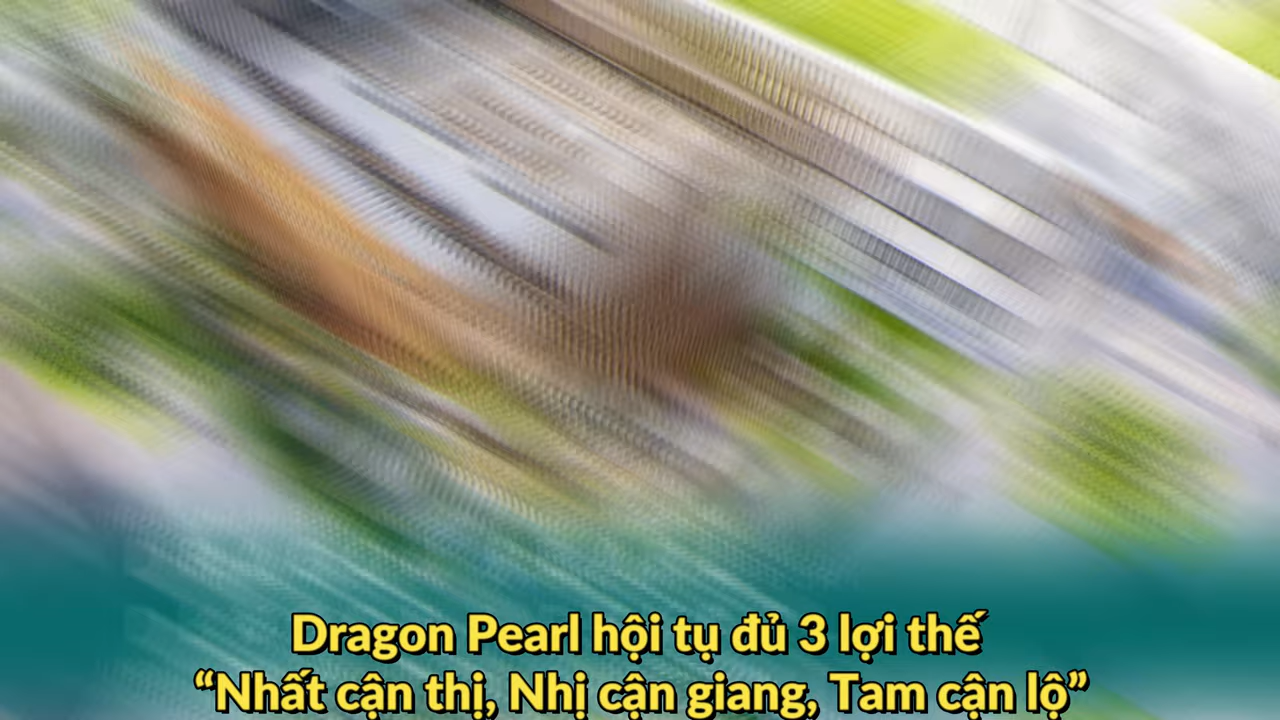 Dragon Pearl hội tụ đủ 3 lợi thế
“Nhất cận thị, Nhị cận giang, Tam cận lộ”